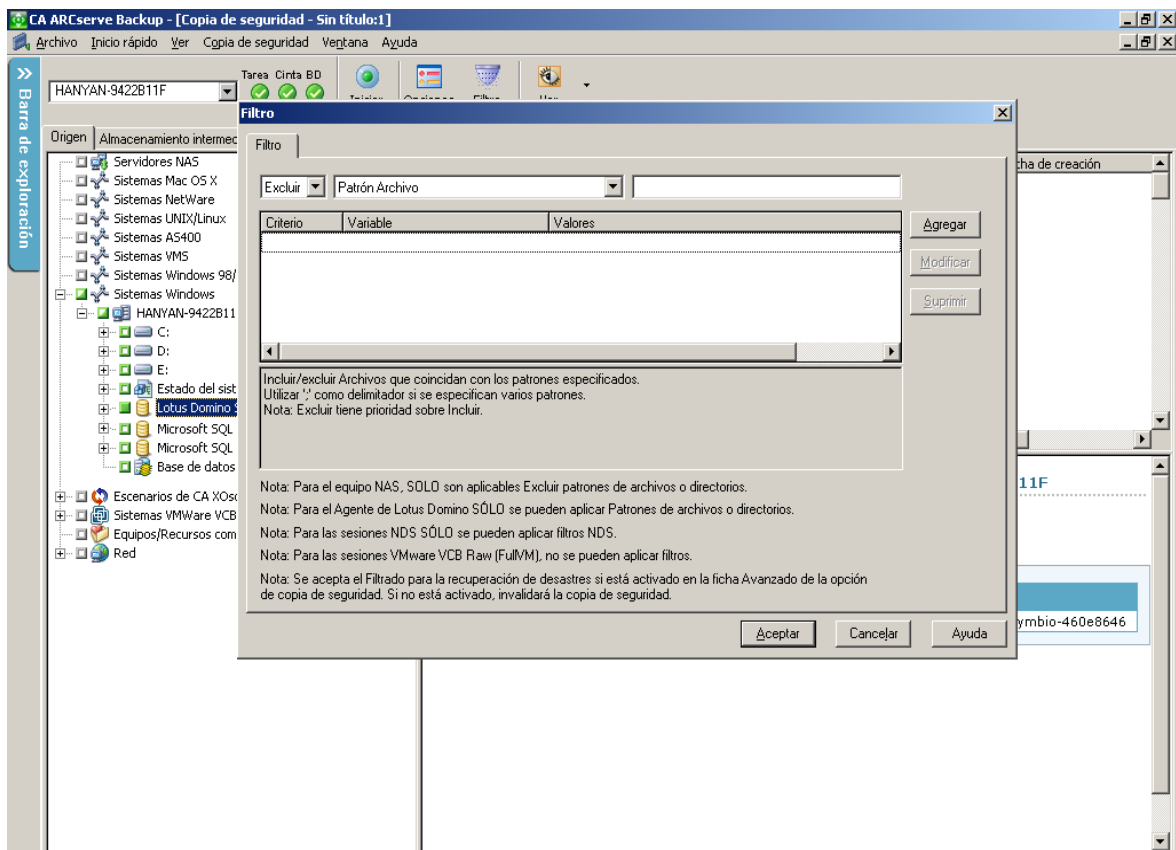 CA ARCserve Backup - [Copia de seguridad - Sin título:1]
Archivo Inicio rápido Ver Copia de seguridad Ventana Ayuda
Barra de exploración
HANYAN-9422B11F
Tarea Cinta BD
Origen
Almacenamiento intermec
Servidores NAS
Sistemas Mac OS X
Sistemas NetWare
Sistemas UNIX/Linux
Sistemas AS400
Sistemas VMS
Sistemas Windows 98/
Sistemas Windows
HANYAN-9422B11
C:
D:
E:
Estado del sist
Lotus Domino S
Microsoft SQL
Microsoft SQL
Base de datos
Escenarios de CA XOso
Sistemas VMWare VCB
Equipos/Recursos com
Red
Filtro
Filtro
Excluir
Patrón Archivo
Criterio Variable Valores
Agregar
Modificar
Suprimir
Incluir/excluir Archivos que coincidan con los patrones especificados.
Utilizar ';' como delimitador si se especifican varios patrones.
Nota: Excluir tiene prioridad sobre Incluir.
Nota: Para el equipo NAS, SOLO son aplicables Excluir patrones de archivos o directorios.
Nota: Para el Agente de Lotus Domino SÓLO se pueden aplicar Patrones de archivos o directorios.
Nota: Para las sesiones NDS SÓLO se pueden aplicar filtros NDS.
Nota: Para las sesiones VMware VCB Raw (FullVM), no se pueden aplicar filtros.
Nota: Se acepta el Filtrado para la recuperación de desastres si está activado en la ficha Avanzado de la opción
de copia de seguridad. Si no está activado, invalidará la copia de seguridad.
Aceptar
Cancelar
Ayuda
cha de creación
11F
ymbio-460e8646